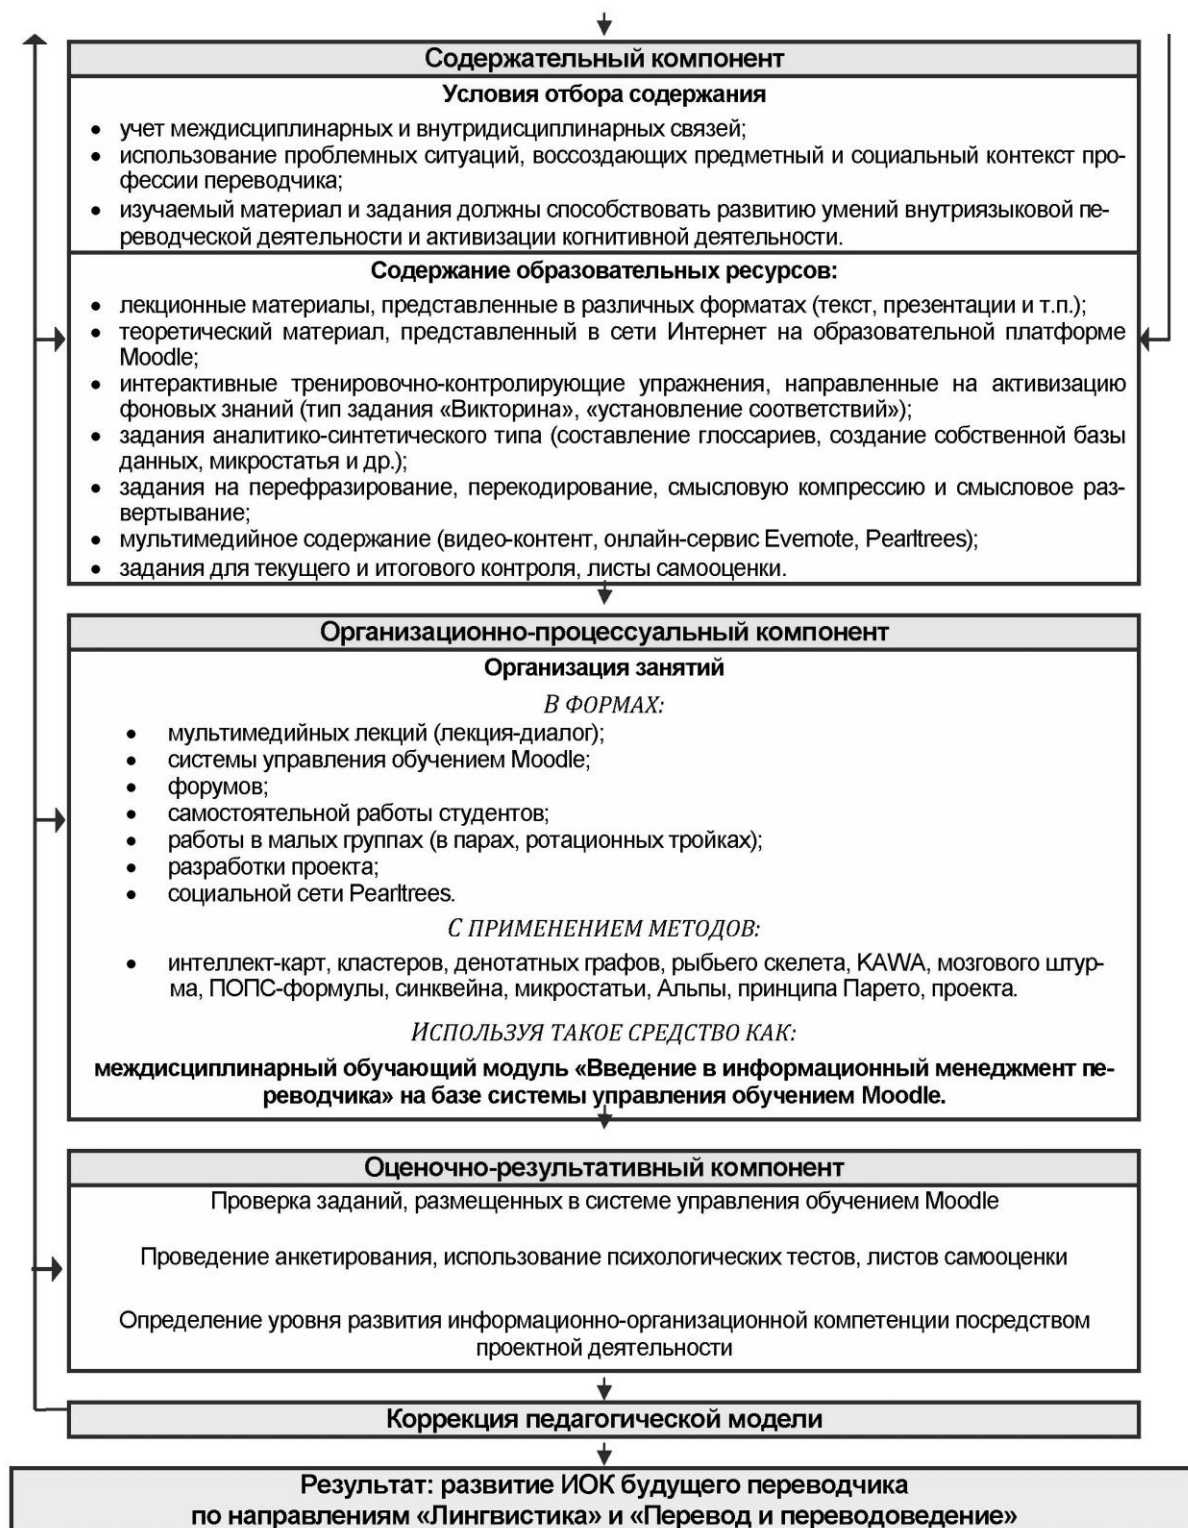 Содержательный компонент
Условия отбора содержания
• учет междисциплинарных и внутридисциплинарных связей;
• использование проблемных ситуаций, воссоздающих предметный и социальный контекст про-
фессии переводчика;
• изучаемый материал и задания должны способствовать развитию умений внутриязыковой пе-
реводческой деятельности и активизации когнитивной деятельности.
Содержание образовательных ресурсов:
• лекционные материалы, представленные в различных форматах (текст, презентации и т.п.);
• теоретический материал, представленный в сети Интернет на образовательной платформе
Moodle;
• интерактивные тренировочно-контролирующие упражнения, направленные на активизацию
фоновых знаний (тип задания «Викторина», «установление соответствий»);
• задания аналитико-синтетического типа (составление глоссариев, создание собственной базы
данных, микростатья и др.);
• задания на перефразирование, перекодирование, смысловую компрессию и смысловое раз-
вертывание;
• мультимедийное содержание (видео-контент, онлайн-сервис Evernote, Pearltrees);
• задания для текущего и итогового контроля, листы самооценки.
Организационно-процессуальный компонент
Организация занятий
В ФОРМАХ:
• мультимедийных лекций (лекция-диалог);
• системы управления обучением Moodle;
• форумов;
• самостоятельной работы студентов;
• работы в малых группах (в парах, ротационных тройках);
• разработки проекта;
• социальной сети Pearltrees.
С ПРИМЕНЕНИЕМ МЕТОДОВ:
• интеллект-карт, кластеров, денотатных графов, рыбьего скелета, KAWA, мозгового штур-
ма, ПОПС-формулы, синквейна, микростатьи, Альпы, принципа Парето, проекта.
ИСПОЛЬЗУЯ ТАКОЕ СРЕДСТВО КАК:
междисциплинарный обучающий модуль «Введение в информационный менеджмент пе-
реводчика» на базе системы управления обучением Moodle.
Оценочно-результативный компонент
Проверка заданий, размещенных в системе управления обучением Moodle
Проведение анкетирования, использование психологических тестов, листов самооценки
Определение уровня развития информационно-организационной компетенции посредством
проектной деятельности
Коррекция педагогической модели
Результат: развитие ИОК будущего переводчика
по направлениям «Лингвистика» и «Перевод и переводоведение»